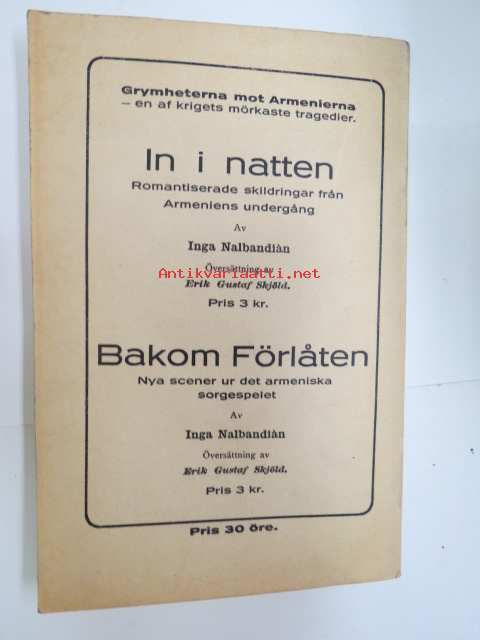 Grymheterna mot Armenierna
– en af krigets mörkaste tragedier.
In i natten
Romantiserade skildringar från
Armeniens undergång
Av
Inga Nalbandiàn
Översättning av
Antikvariaatti.net
Erik Gustaf Skjöld.
Pris 3 kr.
Bakom Förlåten
Nya scener ur det armeniska
sorgespelet
Av
Inga Nalbandiàn
Översättning av
Erik Gustaf Skjöld.
Pris 3 kr.
Pris 30 öre.